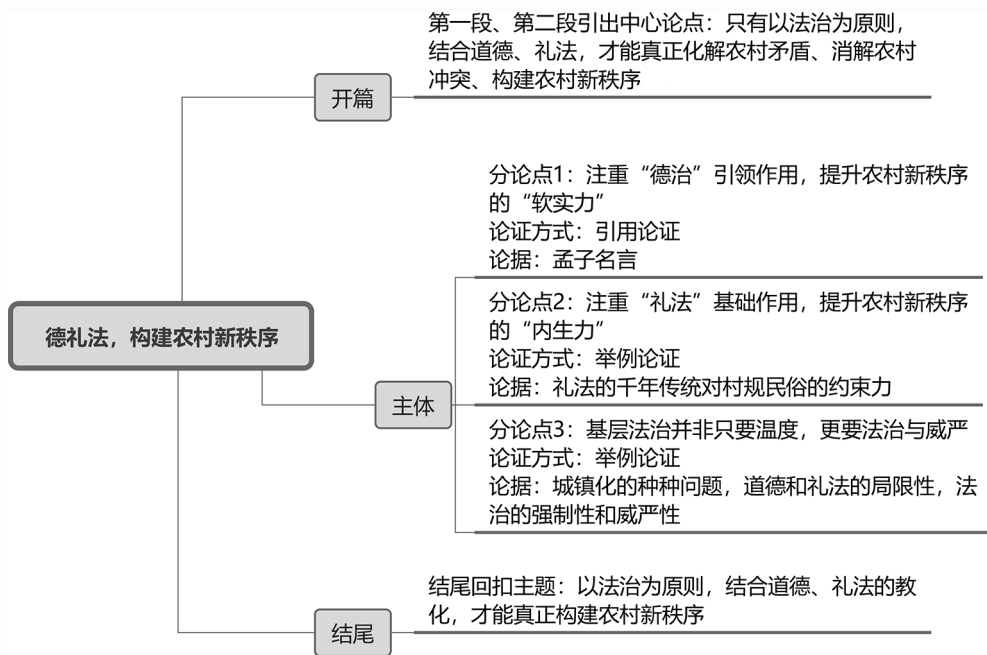 第一段、第二段引出中心论点：只有以法治为原则，
结合道德、礼法，才能真正化解农村矛盾、消解农村
冲突、构建农村新秩序
开篇
分论点1：注重“德治”引领作用，提升农村新秩序
的“软实力”
论证方式：引用论证
论据：孟子名言
分论点2：注重“礼法”基础作用，提升农村新秩序
的“内生力”
论证方式：举例论证
论据：礼法的千年传统对村规民俗的约束力
德礼法，构建农村新秩序
主体
分论点3：基层法治并非只要温度，更要法治与威严
论证方式：举例论证
论据：城镇化的种种问题，道德和礼法的局限性，法
治的强制性和威严性
结尾回扣主题：以法治为原则，结合道德、礼法的教
化，才能真正构建农村新秩序
结尾